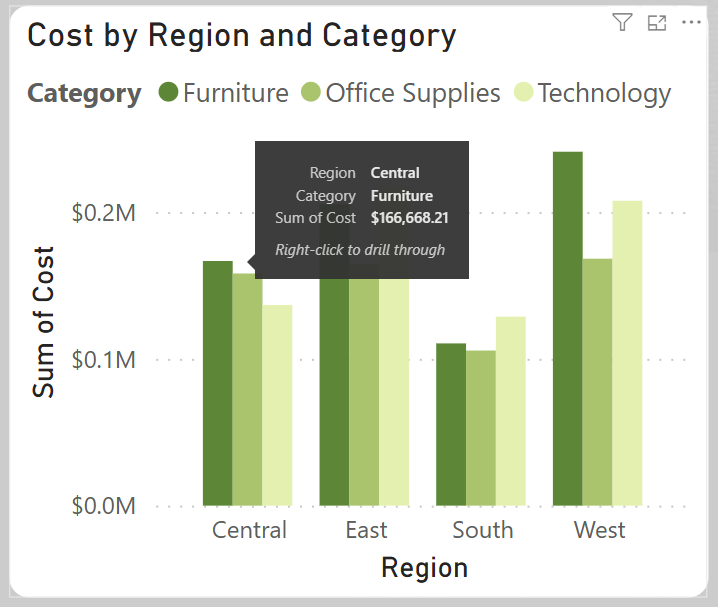 Cost by Region and Category
Category Furniture Office Supplies Technology
Region Central
Category Furniture
Sum of Cost $166,668.21
Right-click to drill through
$0.2M
$0.1M
$0.0M
Sum of Cost
Central East South West
Region